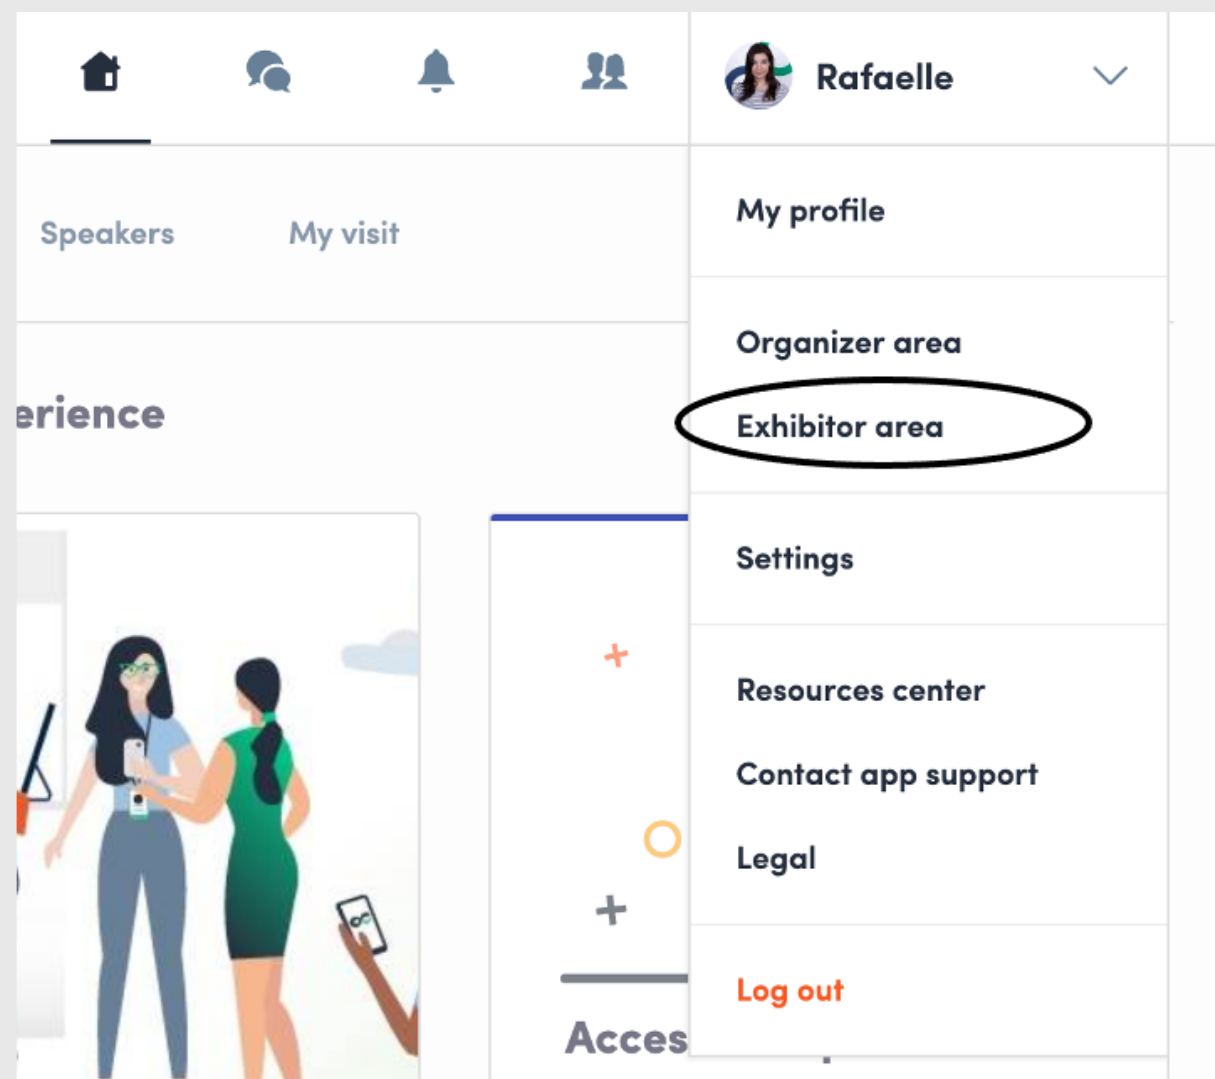 Rafaelle
Speakers
My visit
erience
My profile
Organizer area
Exhibitor area
Settings
Resources center
Contact app support
Legal
Log out
Acces